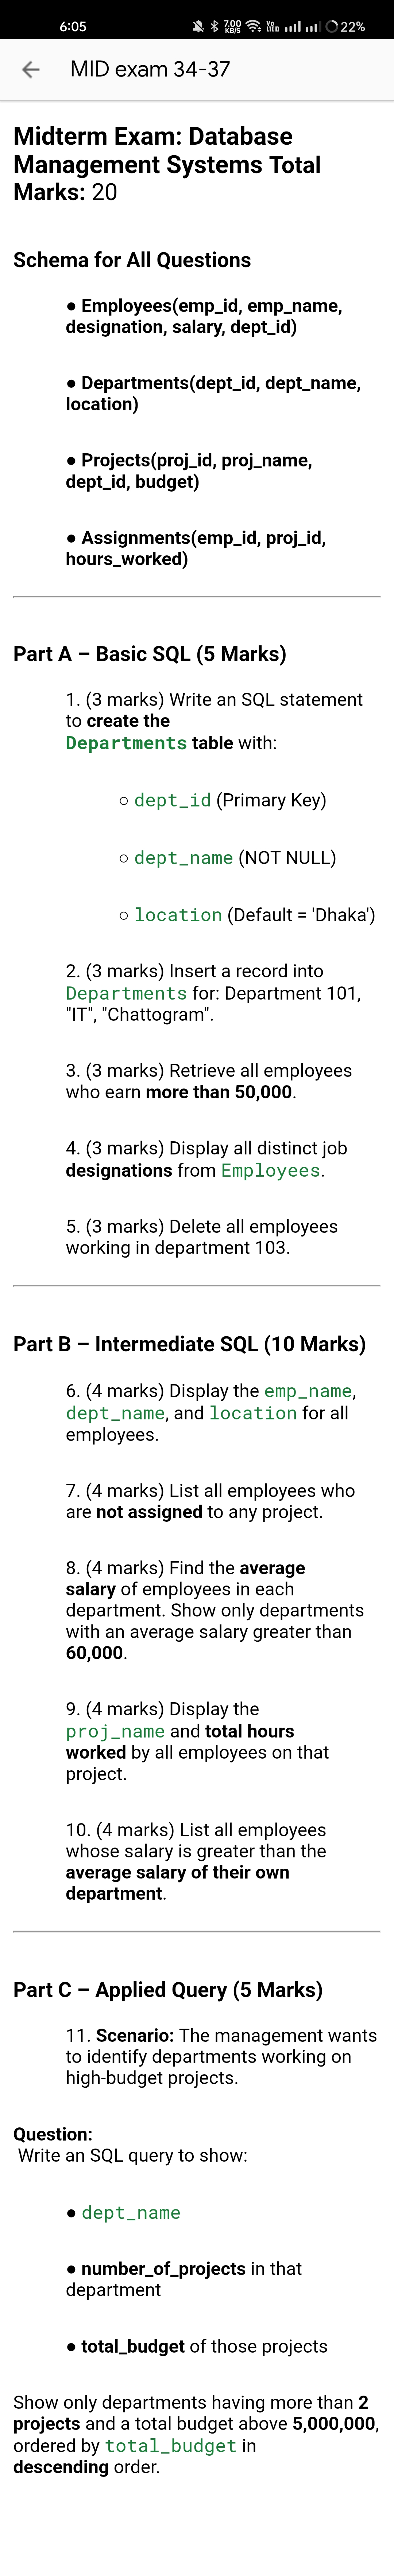 6:05 7.00 KB/S Vo LTED 22%
MID exam 34-37
Midterm Exam: Database
Management Systems Total
Marks: 20
Schema for All Questions
● Employees(emp_id, emp_name,
designation, salary, dept_id)
● Departments(dept_id, dept_name,
location)
● Projects(proj_id, proj_name,
dept_id, budget)
● Assignments(emp_id, proj_id,
hours_worked)
Part A – Basic SQL (5 Marks)
1. (3 marks) Write an SQL statement
to create the
Departments table with:
○ dept_id (Primary Key)
○ dept_name (NOT NULL)
○ location (Default = 'Dhaka')
2. (3 marks) Insert a record into
Departments for: Department 101,
"IT", "Chattogram".
3. (3 marks) Retrieve all employees
who earn more than 50,000.
4. (3 marks) Display all distinct job
designations from Employees.
5. (3 marks) Delete all employees
working in department 103.
Part B – Intermediate SQL (10 Marks)
6. (4 marks) Display the emp_name,
dept_name, and location for all
employees.
7. (4 marks) List all employees who
are not assigned to any project.
8. (4 marks) Find the average
salary of employees in each
department. Show only departments
with an average salary greater than
60,000.
9. (4 marks) Display the
proj_name and total hours
worked by all employees on that
project.
10. (4 marks) List all employees
whose salary is greater than the
average salary of their own
department.
Part C – Applied Query (5 Marks)
11. Scenario: The management wants
to identify departments working on
high-budget projects.
Question:
Write an SQL query to show:
● dept_name
● number_of_projects in that
department
● total_budget of those projects
Show only departments having more than 2
projects and a total budget above 5,000,000,
ordered by total_budget in
descending order.